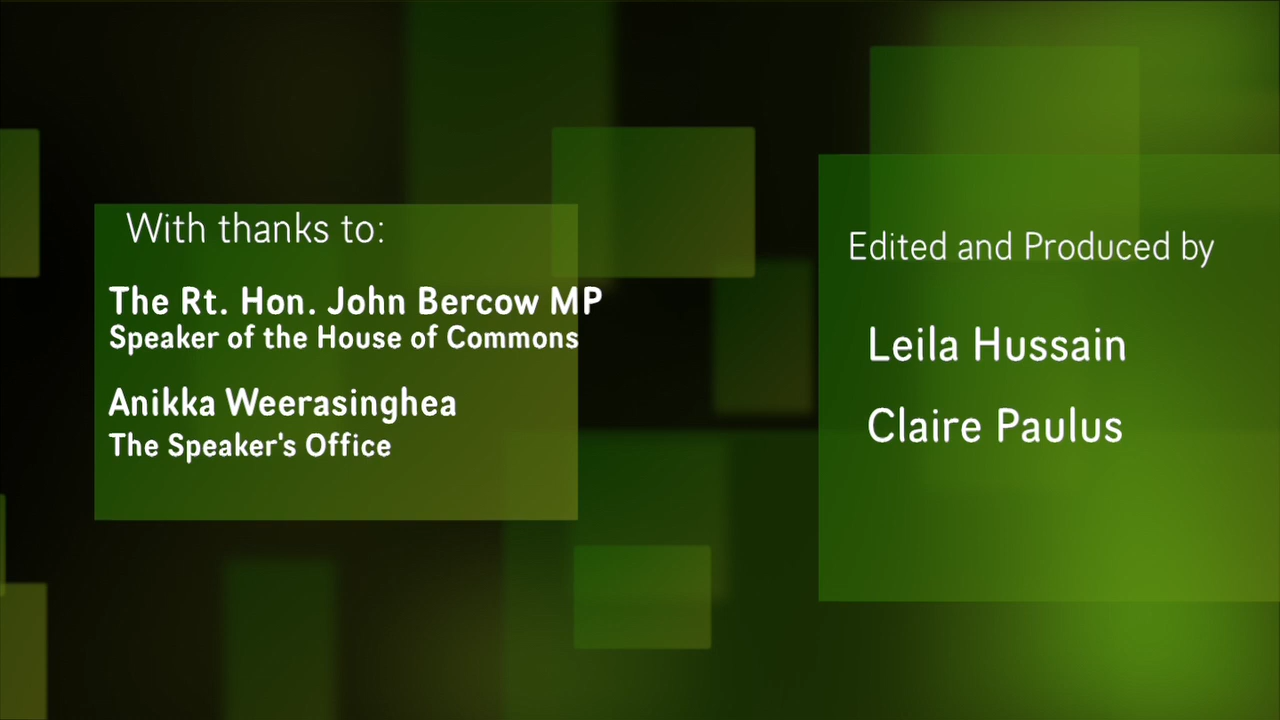 With thanks to:
The Rt. Hon. John Bercow MP
Speaker of the House of Commons
Anikka Weerasinghea
The Speaker's Office
Edited and Produced by
Leila Hussain
Claire Paulus